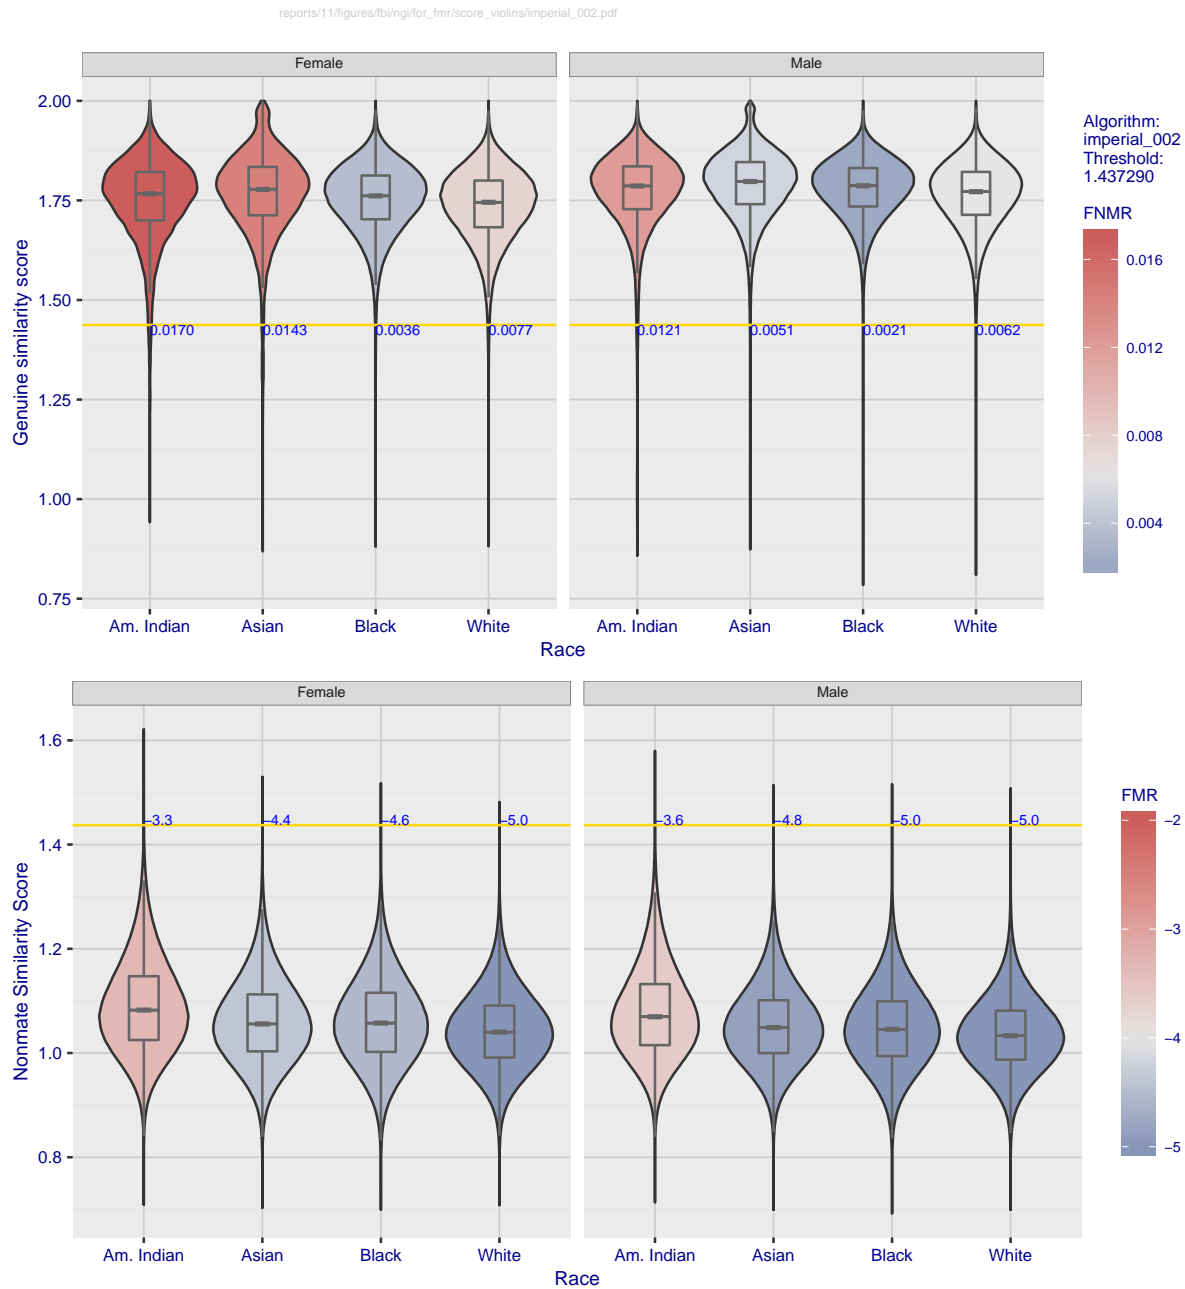 reports/11/figures/fbi/ngi/for_fmr/score_violins/imperial_002.pdf
Female
Male
2.00
1.75
1.50
1.25
1.00
0.75
Genuine similarity score
0.0170
0.0143
0.0036
0.0077
0.0121
0.0051
0.0021
0.0062
Am. Indian
Asian
Black
White
Am. Indian
Asian
Black
White
Race
Algorithm:
imperial_002
Threshold:
1.437290
FNMR
0.016
0.012
0.008
0.004
Female
Male
1.6
1.4
1.2
1.0
0.8
Nonmate Similarity Score
−3.3
−4.4
−4.6
−5.0
−3.6
−4.8
−5.0
−5.0
Am. Indian
Asian
Black
White
Am. Indian
Asian
Black
White
Race
FMR
−2
−3
−4
−5